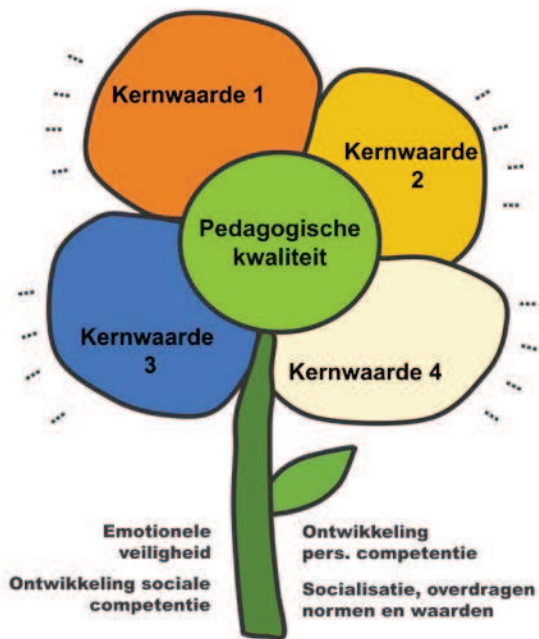 Kernwaarde 1
Kernwaarde
2
Pedagogische
kwaliteit
Kernwaarde
3
Kernwaarde 4
Emotionele
veiligheid
Ontwikkeling sociale
competentie
Ontwikkeling
pers. competentie
Socialisatie, overdragen
normen en waarden